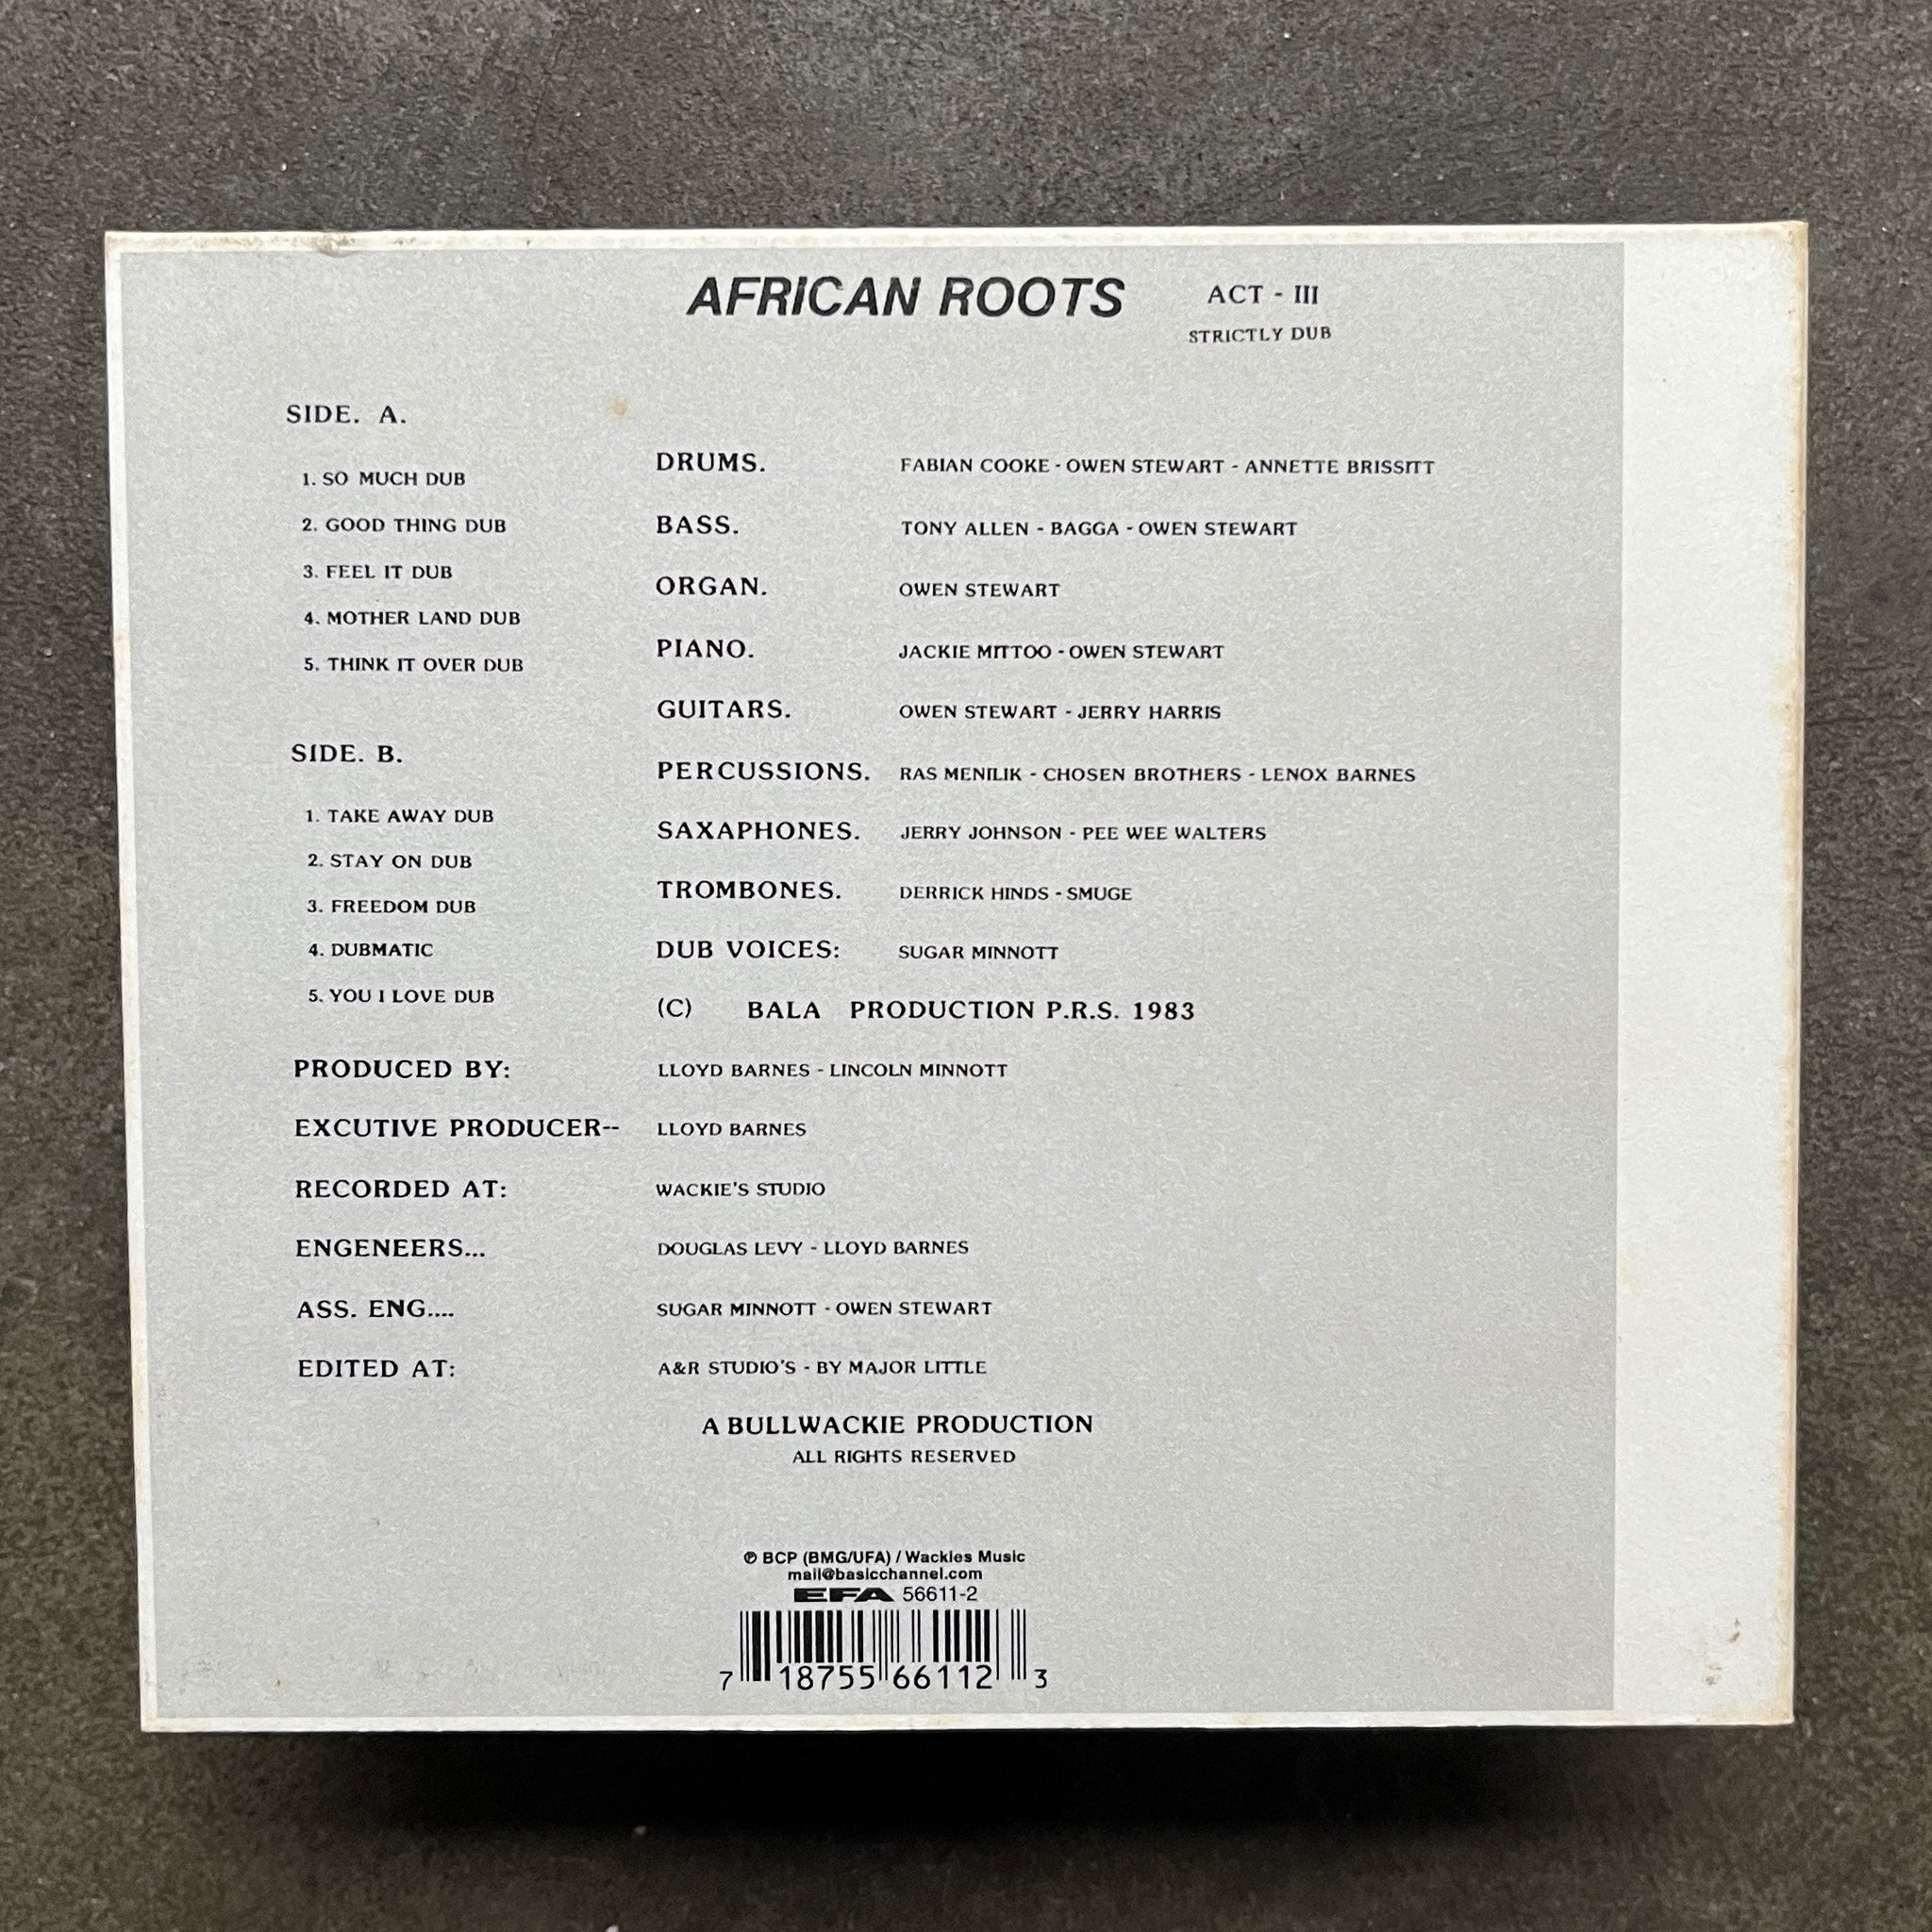 AFRICAN ROOTS ACT - III
STRICTLY DUB
SIDE. A.
1. SO MUCH DUB
2. GOOD THING DUB
3. FEEL IT DUB
4. MOTHER LAND DUB
5. THINK IT OVER DUB
SIDE. B.
1. TAKE AWAY DUB
2. STAY ON DUB
3. FREEDOM DUB
4. DUBMATIC
5. YOU I LOVE DUB
DRUMS. FABIAN COOKE - OWEN STEWART - ANNETTE BRISSITT
BASS. TONY ALLEN - BAGGA - OWEN STEWART
ORGAN. OWEN STEWART
PIANO. JACKIE MITTOO - OWEN STEWART
GUITARS. OWEN STEWART - JERRY HARRIS
PERCUSSIONS. RAS MENILIK - CHOSEN BROTHERS - LENOX BARNES
SAXAPHONES. JERRY JOHNSON - PEE WEE WALTERS
TROMBONES. DERRICK HINDS - SMUGE
DUB VOICES: SUGAR MINNOTT
(C) BALA PRODUCTION P.R.S. 1983
PRODUCED BY: LLOYD BARNES - LINCOLN MINNOTT
EXCUTIVE PRODUCER-- LLOYD BARNES
RECORDED AT: WACKIE'S STUDIO
ENGENEERS... DOUGLAS LEVY - LLOYD BARNES
ASS. ENG.... SUGAR MINNOTT - OWEN STEWART
EDITED AT: A&R STUDIO'S - BY MAJOR LITTLE
A BULLWACKIE PRODUCTION
ALL RIGHTS RESERVED
℗ BCP (BMG/UFA) / Wackies Music
mail@basicchannel.com
EFA 56611-2
7 18755 66112 3